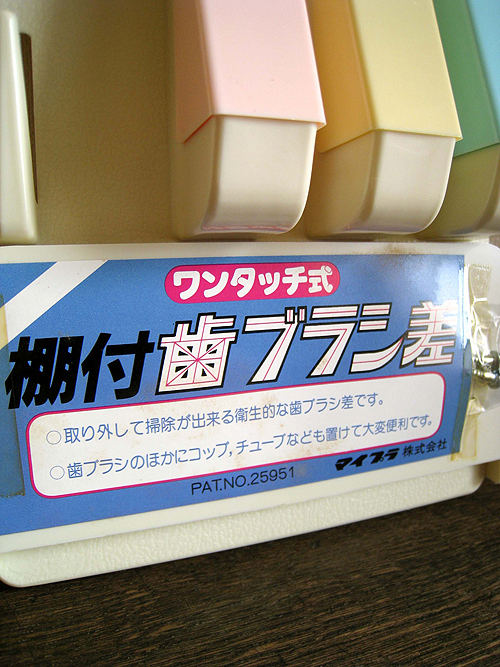 ワンタッチ式
棚付歯ブラシ差
○取り外して掃除が出来る衛生的な歯ブラシ差です。
○歯ブラシのほかにコップ,チューブなども置けて大変便利です。
マイプラ株式会社
PAT.NO.25951